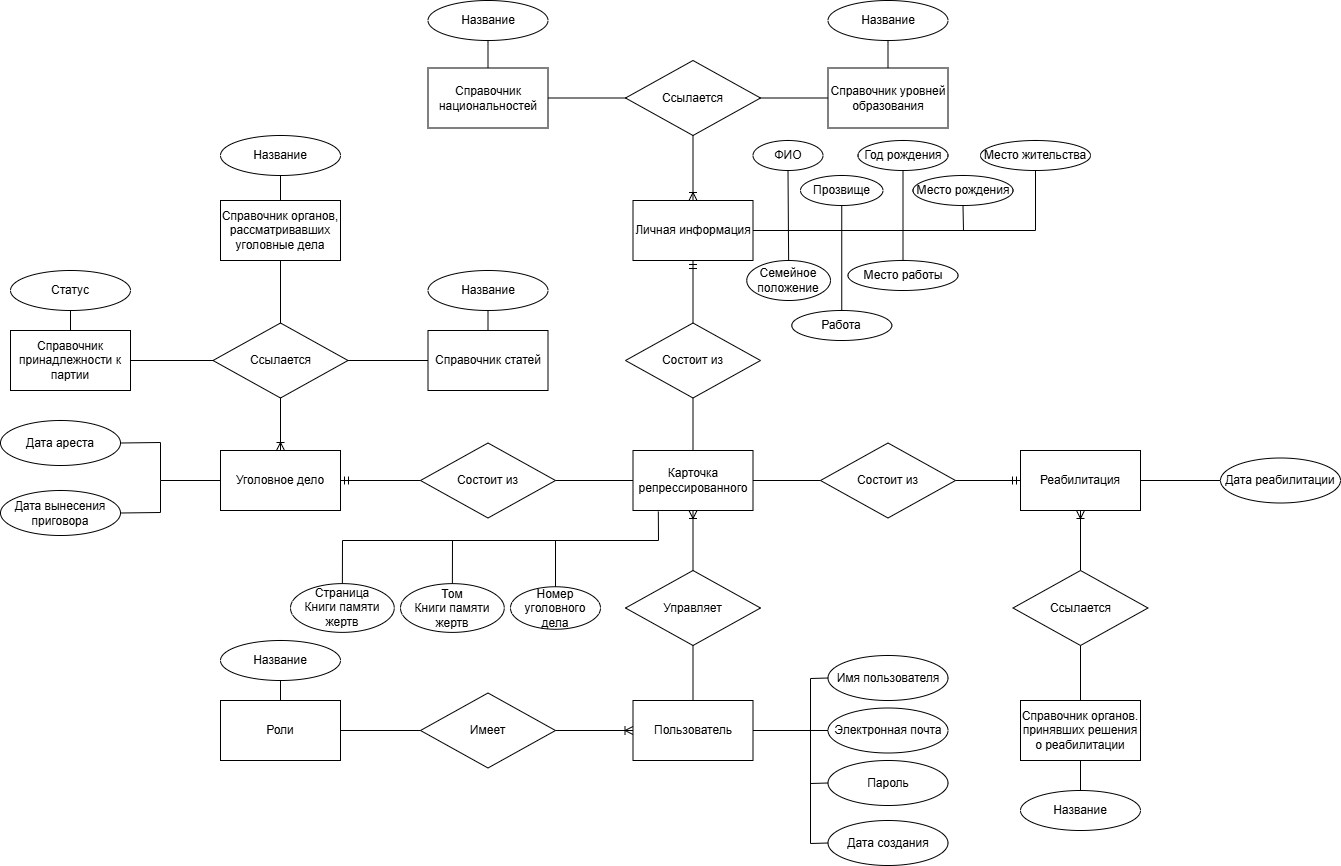 Название
Название
Справочник
национальностей
Ссылается
Справочник уровней
образования
Название
ФИО
Год рождения
Место жительства
Прозвище
Место рождения
Справочник органов,
рассматривавших
уголовные дела
Личная информация
Семейное
положение
Место работы
Работа
Статус
Название
Справочник
принадлежности к
партии
Ссылается
Справочник статей
Состоит из
Дата ареста
Дата вынесения
приговора
Уголовное дело
Состоит из
Карточка
репрессированного
Состоит из
Реабилитация
Дата реабилитации
Страница
Книги памяти
жертв
Том
Книги памяти
жертв
Номер
уголовного
дела
Управляет
Ссылается
Название
Роли
Имеет
Пользователь
Имя пользователя
Электронная почта
Пароль
Дата создания
Справочник органов.
принявших решения
о реабилитации
Название